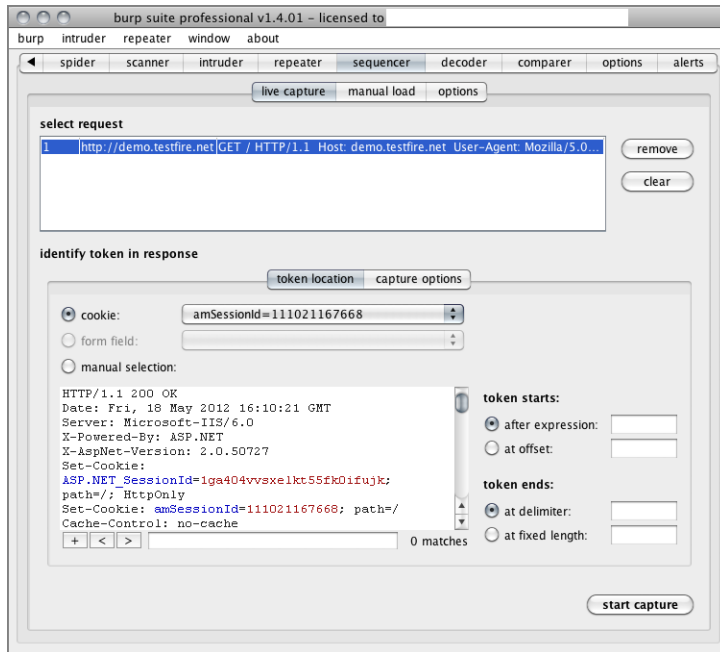 burp suite professional v1.4.01 – licensed to
burp intruder repeater window about
spider scanner intruder repeater sequencer decoder comparer options alerts
live capture manual load options
select request
1 http://demo.testfire.net GET / HTTP/1.1 Host: demo.testfire.net User-Agent: Mozilla/5.0...
remove
clear
identify token in response
token location capture options
cookie: amSessionId=111021167668
form field:
manual selection:
HTTP/1.1 200 OK
Date: Fri, 18 May 2012 16:10:21 GMT
Server: Microsoft-IIS/6.0
X-Powered-By: ASP.NET
X-AspNet-Version: 2.0.50727
Set-Cookie:
ASP.NET_SessionId=1ga404vvsxelkt55fk0ifujk;
path=/; HttpOnly
Set-Cookie: amSessionId=111021167668; path=/
Cache-Control: no-cache
+ < > 0 matches
token starts:
after expression:
at offset:
token ends:
at delimiter:
at fixed length:
start capture